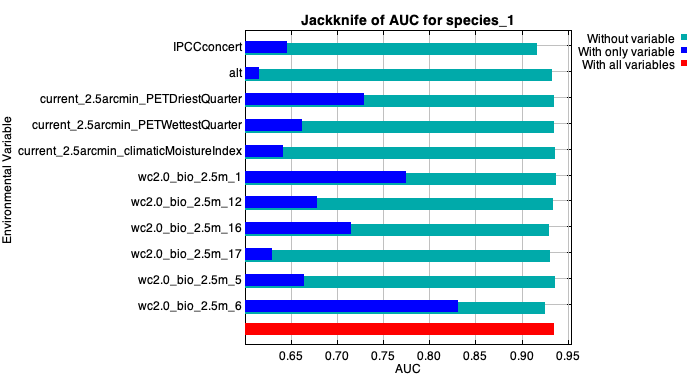 Jackknife of AUC for species_1
Without variable
With only variable
With all variables
Environmental Variable
IPCCconcert
alt
current_2.5arcmin_PETDriestQuarter
current_2.5arcmin_PETWettestQuarter
current_2.5arcmin_climaticMoistureIndex
wc2.0_bio_2.5m_1
wc2.0_bio_2.5m_12
wc2.0_bio_2.5m_16
wc2.0_bio_2.5m_17
wc2.0_bio_2.5m_5
wc2.0_bio_2.5m_6
0.65 0.70 0.75 0.80 0.85 0.90 0.95
AUC